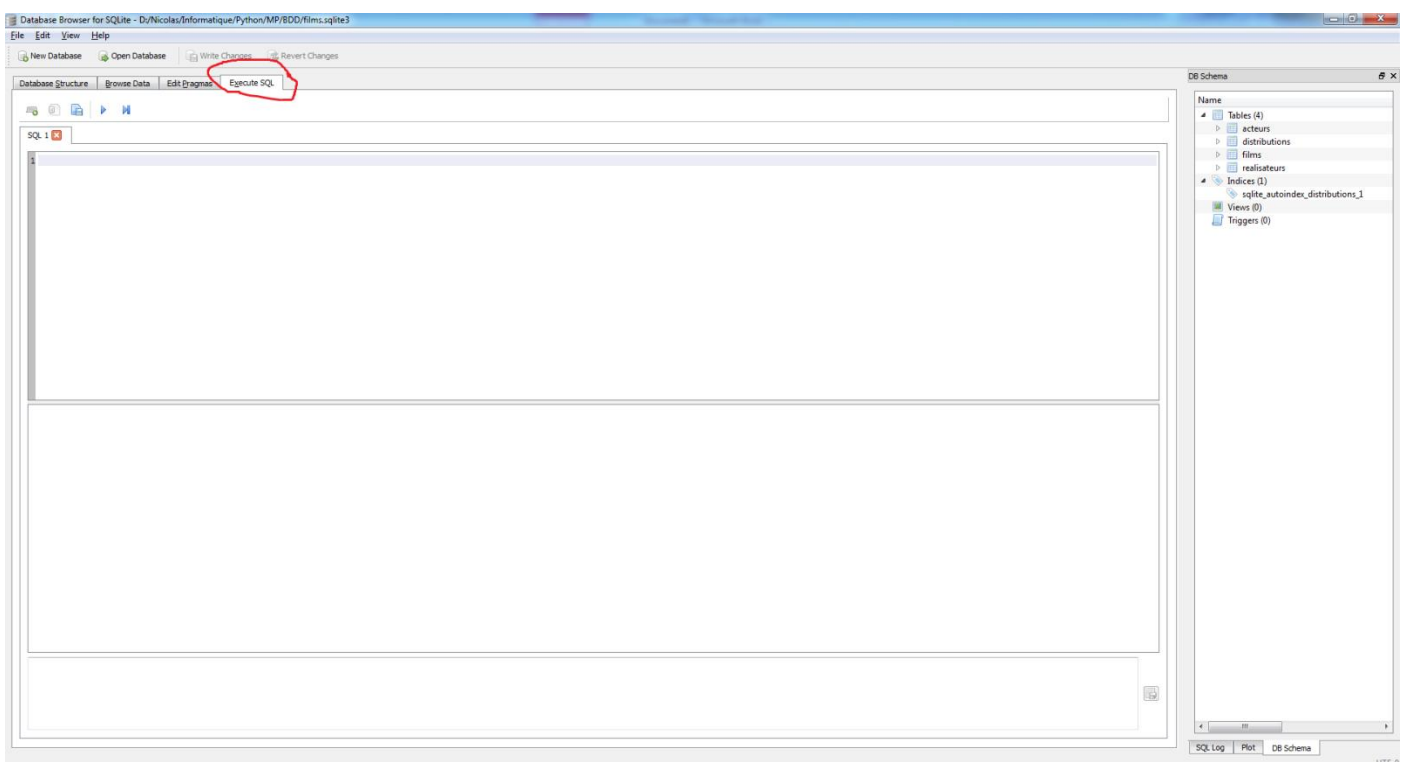 Database Browser for SQLite - D:/Nicolas/Informatique/Python/MP/BDD/films.sqlite3
File Edit View Help
New Database Open Database Write Changes Revert Changes
Database Structure Browse Data Edit Pragmas Execute SQL
SQL 1
1
DB Schema
Name
Tables (4)
acteurs
distributions
films
realisateurs
Indices (1)
sqlite_autoindex_distributions_1
Views (0)
Triggers (0)
SQL Log Plot DB Schema